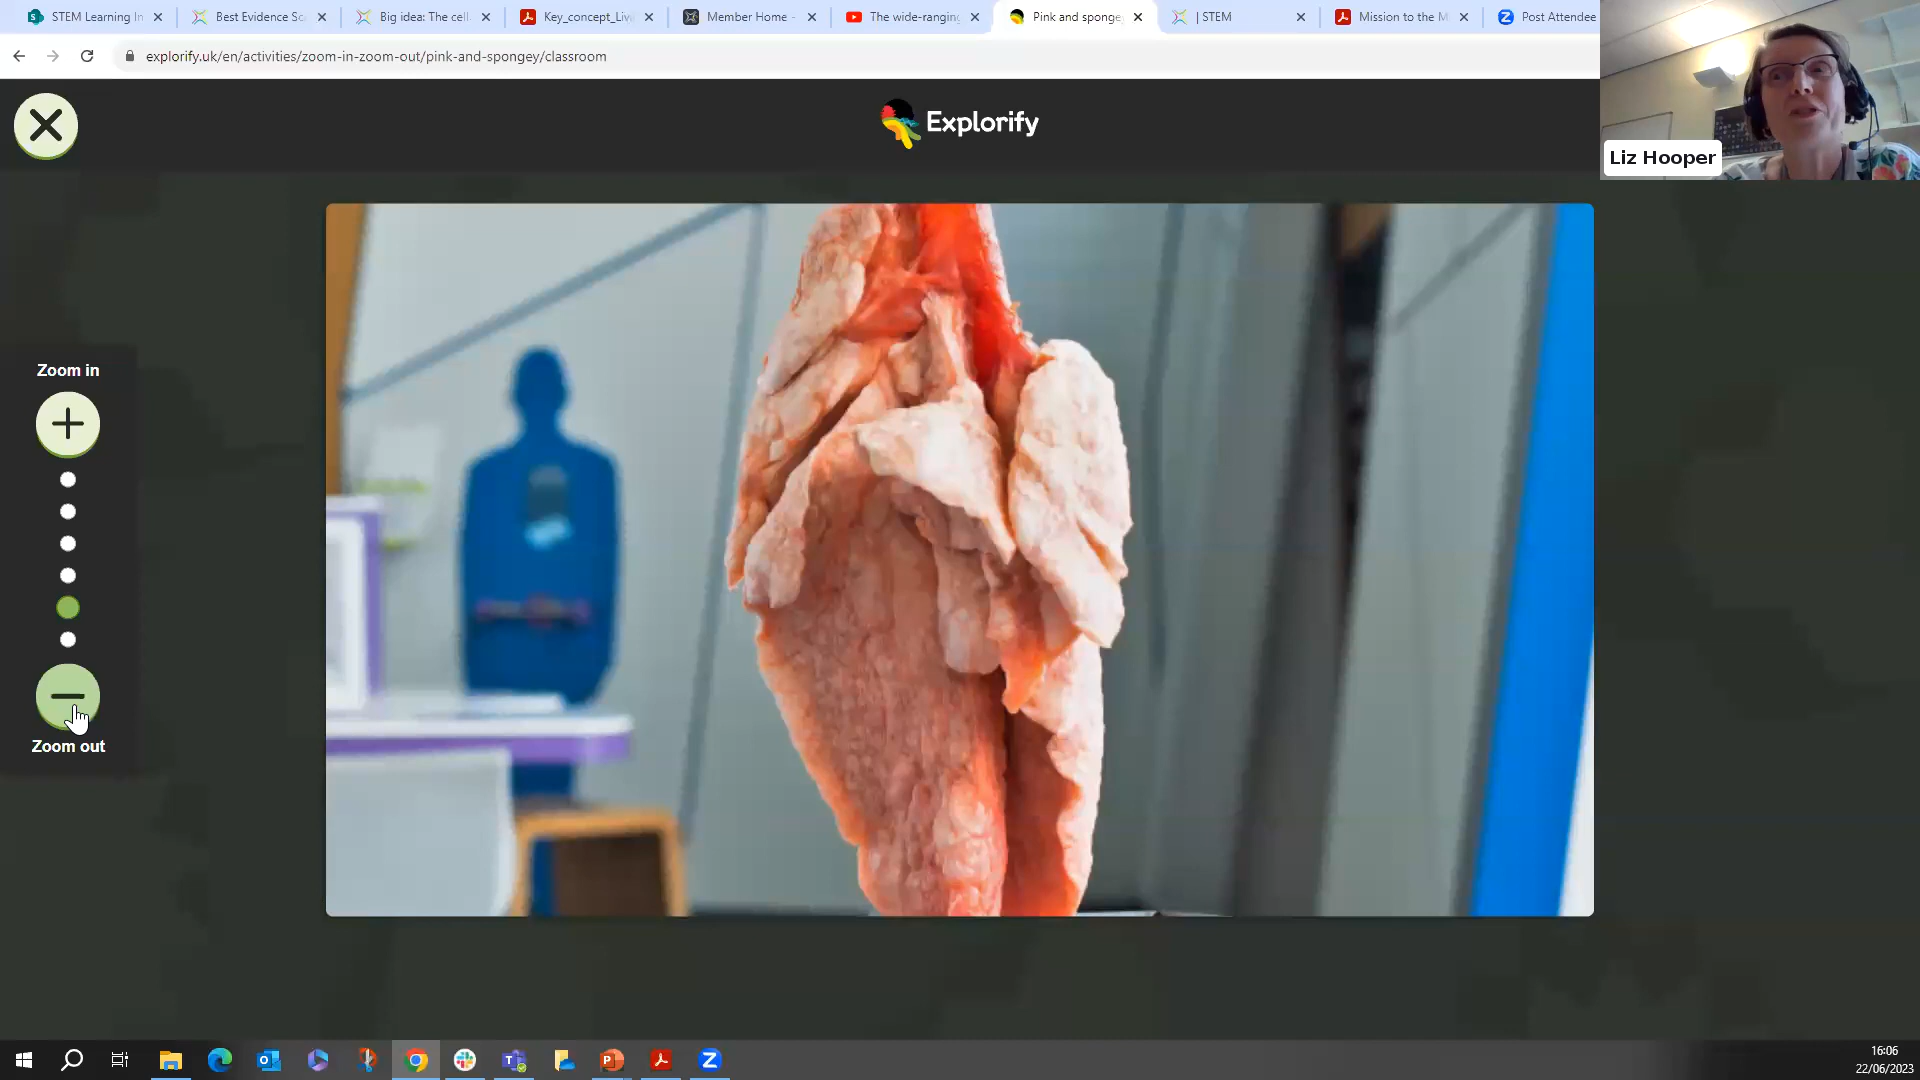 STEM Learning In
Best Evidence Sc
Big idea: The cell
Key_concept_Livi
Member Home -
The wide-ranging
Pink and spongey
| STEM
Mission to the M
Post Attendee
explorify.uk/en/activities/zoom-in-zoom-out/pink-and-spongey/classroom
Explorify
Liz Hooper
Zoom in
Zoom out
16:06
22/06/2023